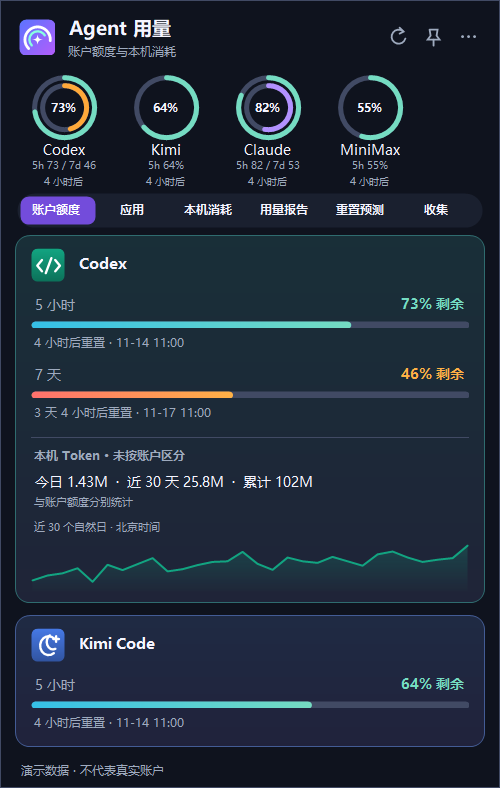 Agent 用量
账户额度与本机消耗
73%
64%
82%
55%
Codex
Kimi
Claude
MiniMax
5h 73 / 7d 46
5h 64%
5h 82 / 7d 53
5h 55%
4 小时后
4 小时后
4 小时后
4 小时后
账户额度
应用
本机消耗
用量报告
重置预测
收集
Codex
5 小时
73% 剩余
4 小时后重置 · 11-14 11:00
7 天
46% 剩余
3 天 4 小时后重置 · 11-17 11:00
本机 Token · 未按账户区分
今日 1.43M · 近 30 天 25.8M · 累计 102M
与账户额度分别统计
近 30 个自然日 · 北京时间
Kimi Code
5 小时
64% 剩余
4 小时后重置 · 11-14 11:00
演示数据 · 不代表真实账户